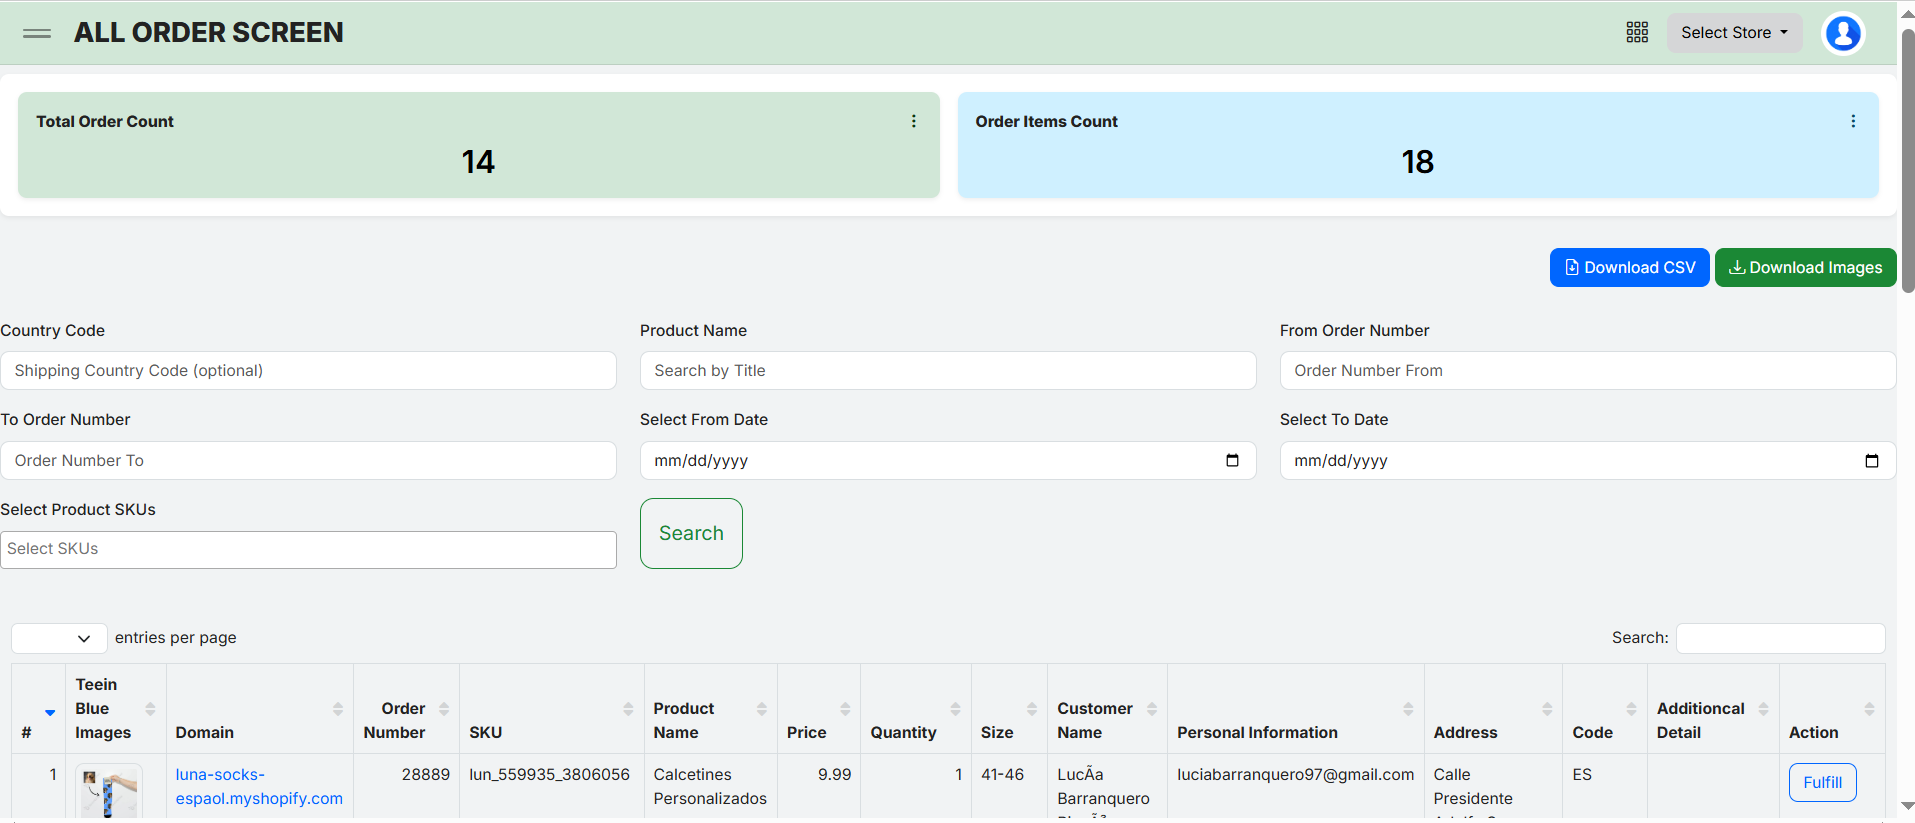 ALL ORDER SCREEN
Select Store
Total Order Count
14
Order Items Count
18
Download CSV
Download Images
Country Code
Product Name
From Order Number
Shipping Country Code (optional)
Search by Title
Order Number From
To Order Number
Select From Date
Select To Date
Order Number To
mm/dd/yyyy
mm/dd/yyyy
Select Product SKUs
Select SKUs
Search
entries per page
Search:
#
Teein
Blue
Images
Domain
Order
Number
SKU
Product
Name
Price
Quantity
Size
Customer
Name
Personal Information
Address
Code
Additioncal
Detail
Action
1
luna-socks-
espaol.myshopify.com
28889
lun_559935_3806056
Calcetines
Personalizados
9.99
1
41-46
LucÃa
Barranquero
luciabarranquero97@gmail.com
Calle
Presidente
ES
Fulfill